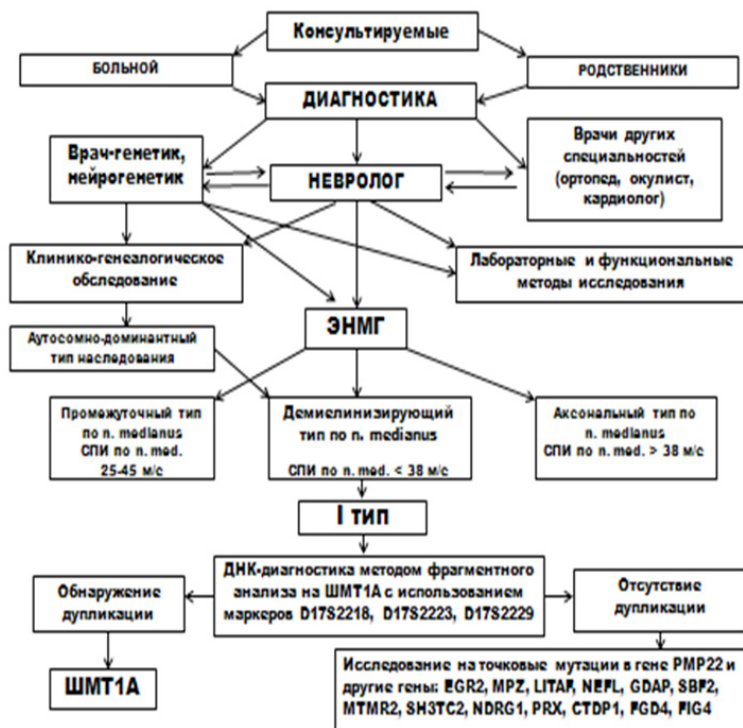 Консультируемые
БОЛЬНОЙ
РОДСТВЕННИКИ
ДИАГНОСТИКА
Врач-генетик,
нейрогенетик
НЕВРОЛОГ
Врачи других
специальностей
(ортопед, окулист,
кардиолог)
Клинико-генеалогическое
обследование
Лабораторные и функциональные
методы исследования
ЭНМГ
Аутосомно-доминантный
тип наследования
Промежуточный тип
по n. medianus
СПИ по n. med.
25-45 м/с
Демиелинизирующий
тип по n. medianus
СПИ по n. med. < 38 м/с
Аксональный тип по
n. medianus
СПИ по n. med. > 38 м/с
I тип
ДНК-диагностика методом фрагментного
анализа на ШМТ1А с использованием
маркеров D17S2218, D17S2223, D17S2229
Обнаружение
дупликации
Отсутствие
дупликации
ШМТ1А
Исследование на точковые мутации в гене PMP22 и
другие гены: EGR2, MPZ, LITAF, NEFL, GDAP, SBF2,
MTMR2, SH3TC2, NDRG1, PRX, CTDP1, FGD4, FIG4